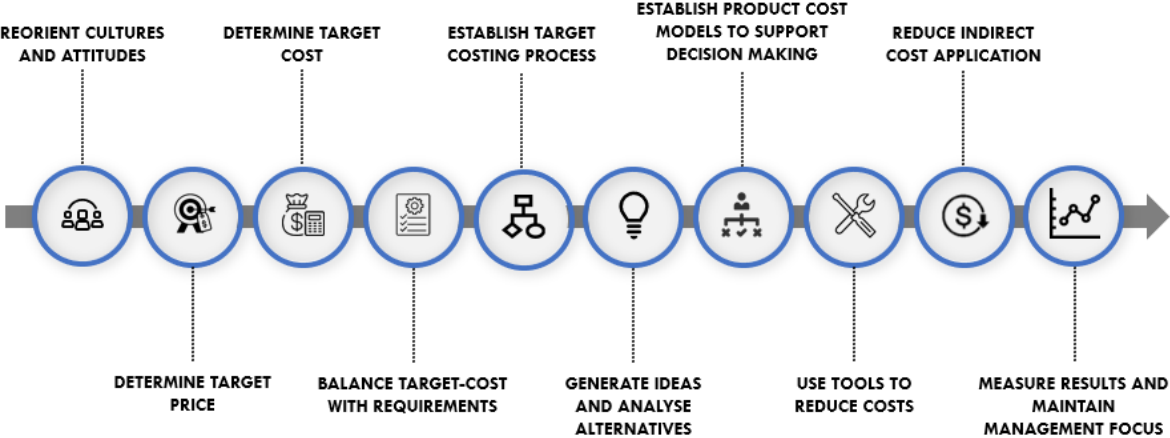 REORIENT CULTURES
AND ATTITUDES
DETERMINE TARGET
PRICE
DETERMINE TARGET
COST
BALANCE TARGET-COST
WITH REQUIREMENTS
ESTABLISH TARGET
COSTING PROCESS
GENERATE IDEAS
AND ANALYSE
ALTERNATIVES
ESTABLISH PRODUCT COST
MODELS TO SUPPORT
DECISION MAKING
USE TOOLS TO
REDUCE COSTS
REDUCE INDIRECT
COST APPLICATION
MEASURE RESULTS AND
MAINTAIN
MANAGEMENT FOCUS